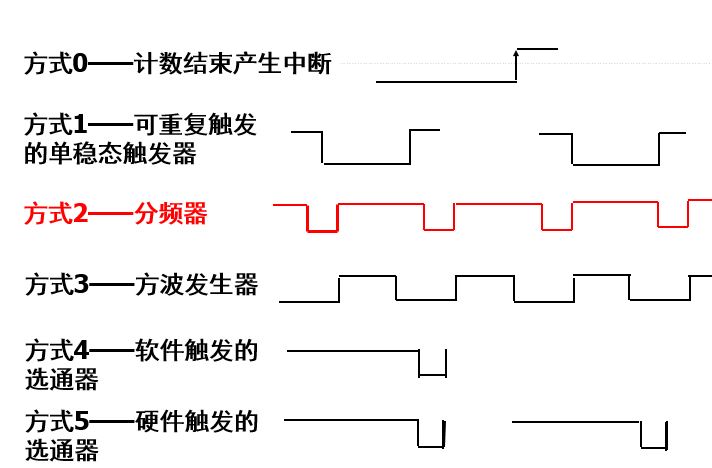 方式0——计数结束产生中断
方式1——可重复触发
的单稳态触发器
方式2——分频器
方式3——方波发生器
方式4——软件触发的
选通器
方式5——硬件触发的
选通器